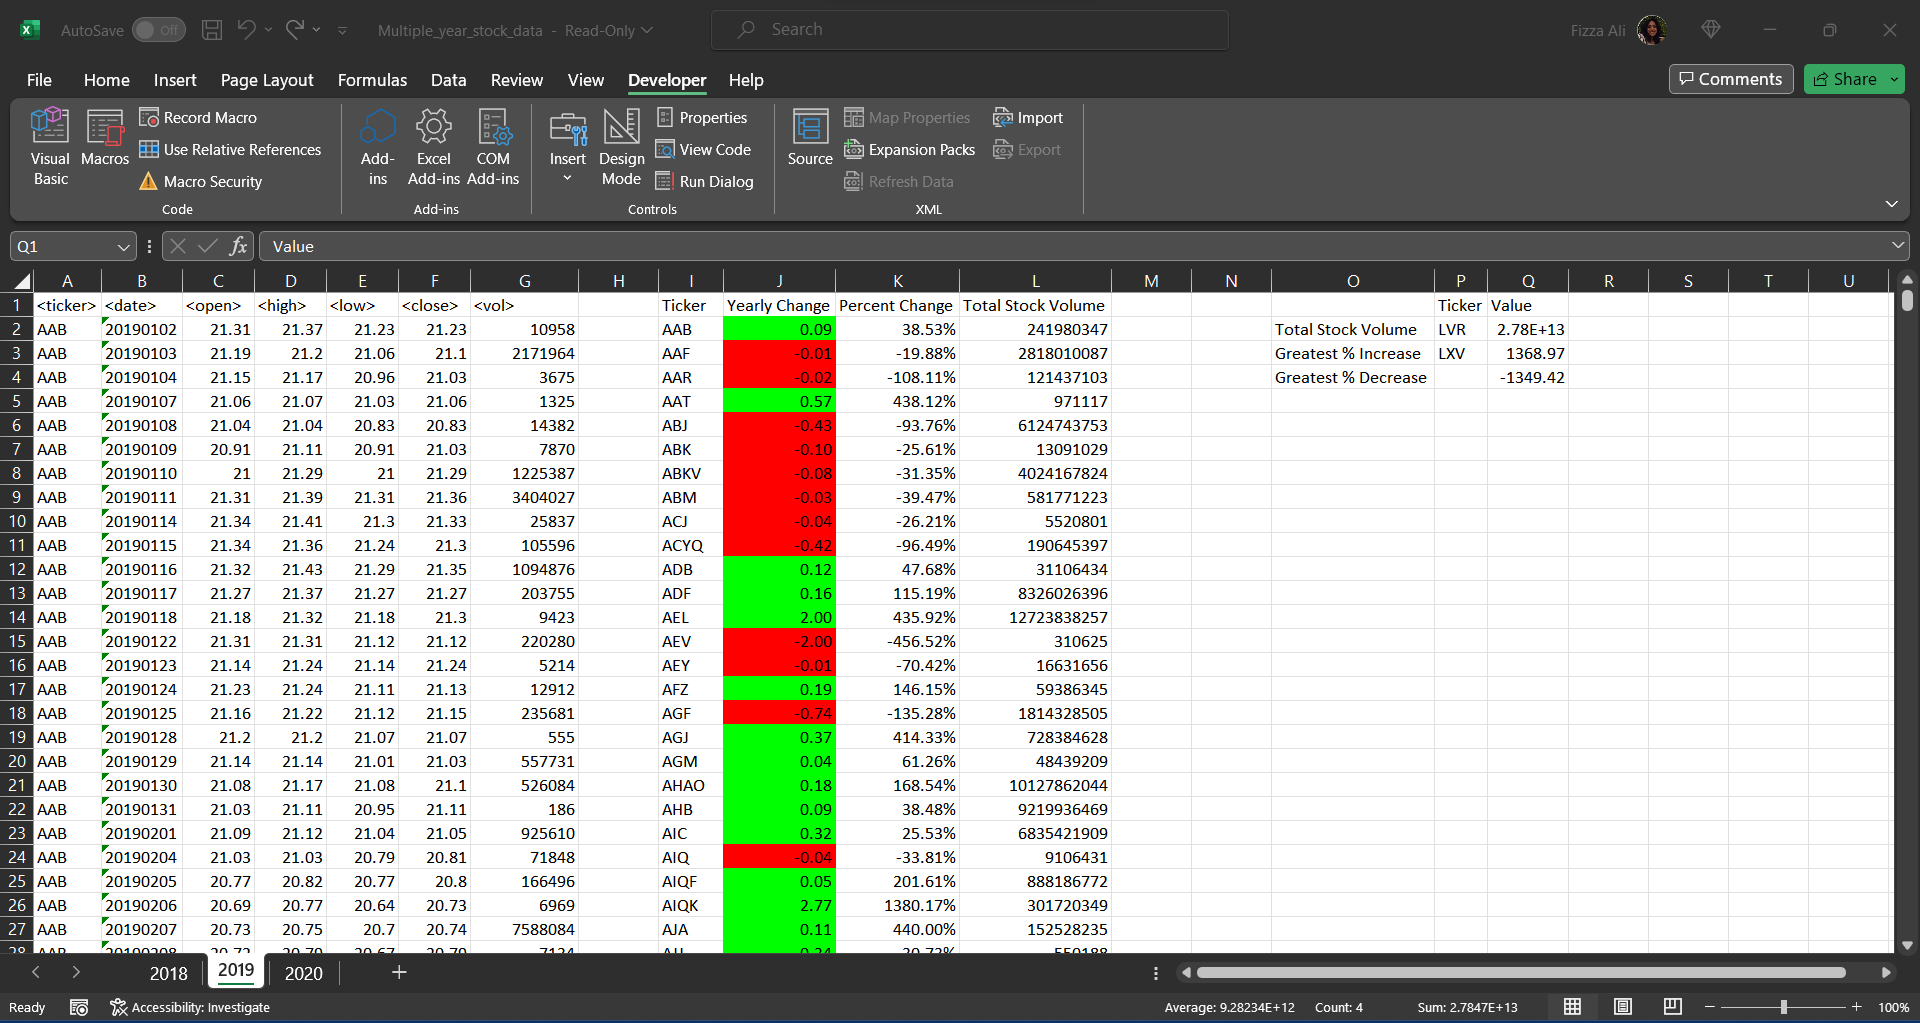 AutoSave Off Multiple_year_stock_data - Read-Only Search Fizza Ali
File Home Insert Page Layout Formulas Data Review View Developer Help Comments Share
Visual Basic
Macros
Record Macro
Use Relative References
Macro Security
Code
Add-ins
Excel Add-ins
COM Add-ins
Add-ins
Insert
Design Mode
Properties
View Code
Run Dialog
Controls
Source
Map Properties
Expansion Packs
Refresh Data
Import
Export
XML
Q1 fx Value
A B C D E F G H I J K L M N O P Q R S T U
1 <ticker> <date> <open> <high> <low> <close> <vol> Ticker Yearly Change Percent Change Total Stock Volume Ticker Value
2 AAB 20190102 21.31 21.37 21.23 21.23 10958 AAB 0.09 38.53% 241980347 Total Stock Volume LVR 2.78E+13
3 AAB 20190103 21.19 21.2 21.06 21.1 2171964 AAF -0.01 -19.88% 2818010087 Greatest % Increase LXV 1368.97
4 AAB 20190104 21.15 21.17 20.96 21.03 3675 AAR -0.02 -108.11% 121437103 Greatest % Decrease -1349.42
5 AAB 20190107 21.06 21.07 21.03 21.06 1325 AAT 0.57 438.12% 971117
6 AAB 20190108 21.04 21.04 20.83 20.83 14382 ABJ -0.43 -93.76% 6124743753
7 AAB 20190109 20.91 21.11 20.91 21.03 7870 ABK -0.10 -25.61% 13091029
8 AAB 20190110 21 21.29 21 21.29 1225387 ABKV -0.08 -31.35% 4024167824
9 AAB 20190111 21.31 21.39 21.31 21.36 3404027 ABM -0.03 -39.47% 581771223
10 AAB 20190114 21.34 21.41 21.3 21.33 25837 ACJ -0.04 -26.21% 5520801
11 AAB 20190115 21.34 21.36 21.24 21.3 105596 ACYQ -0.42 -96.49% 190645397
12 AAB 20190116 21.32 21.43 21.29 21.35 1094876 ADB 0.12 47.68% 31106434
13 AAB 20190117 21.27 21.37 21.27 21.27 203755 ADF 0.16 115.19% 8326026396
14 AAB 20190118 21.18 21.32 21.18 21.3 9423 AEL 2.00 435.92% 12723838257
15 AAB 20190122 21.31 21.31 21.12 21.12 220280 AEV -2.00 -456.52% 310625
16 AAB 20190123 21.14 21.24 21.14 21.24 5214 AEY -0.01 -70.42% 16631656
17 AAB 20190124 21.23 21.24 21.11 21.13 12912 AFZ 0.19 146.15% 59386345
18 AAB 20190125 21.16 21.22 21.12 21.15 235681 AGF -0.74 -135.28% 1814328505
19 AAB 20190128 21.2 21.2 21.07 21.07 555 AGJ 0.37 414.33% 728384628
20 AAB 20190129 21.14 21.14 21.01 21.03 557731 AGM 0.04 61.26% 48439209
21 AAB 20190130 21.08 21.17 21.08 21.1 526084 AHAO 0.18 168.54% 10127862044
22 AAB 20190131 21.03 21.11 20.95 21.11 186 AHB 0.09 38.48% 9219936469
23 AAB 20190201 21.09 21.12 21.04 21.05 925610 AIC 0.32 25.53% 6835421909
24 AAB 20190204 21.03 21.03 20.79 20.81 71848 AIQ -0.04 -33.81% 9106431
25 AAB 20190205 20.77 20.82 20.77 20.8 166496 AIQF 0.05 201.61% 888186772
26 AAB 20190206 20.69 20.77 20.64 20.73 6969 AIQK 2.77 1380.17% 301720349
27 AAB 20190207 20.73 20.75 20.7 20.74 7588084 AJA 0.11 440.00% 152528235
28 AAB 20190208
2018 2019 2020
Ready Accessibility: Investigate Average: 9.28234E+12 Count: 4 Sum: 2.7847E+13 100%